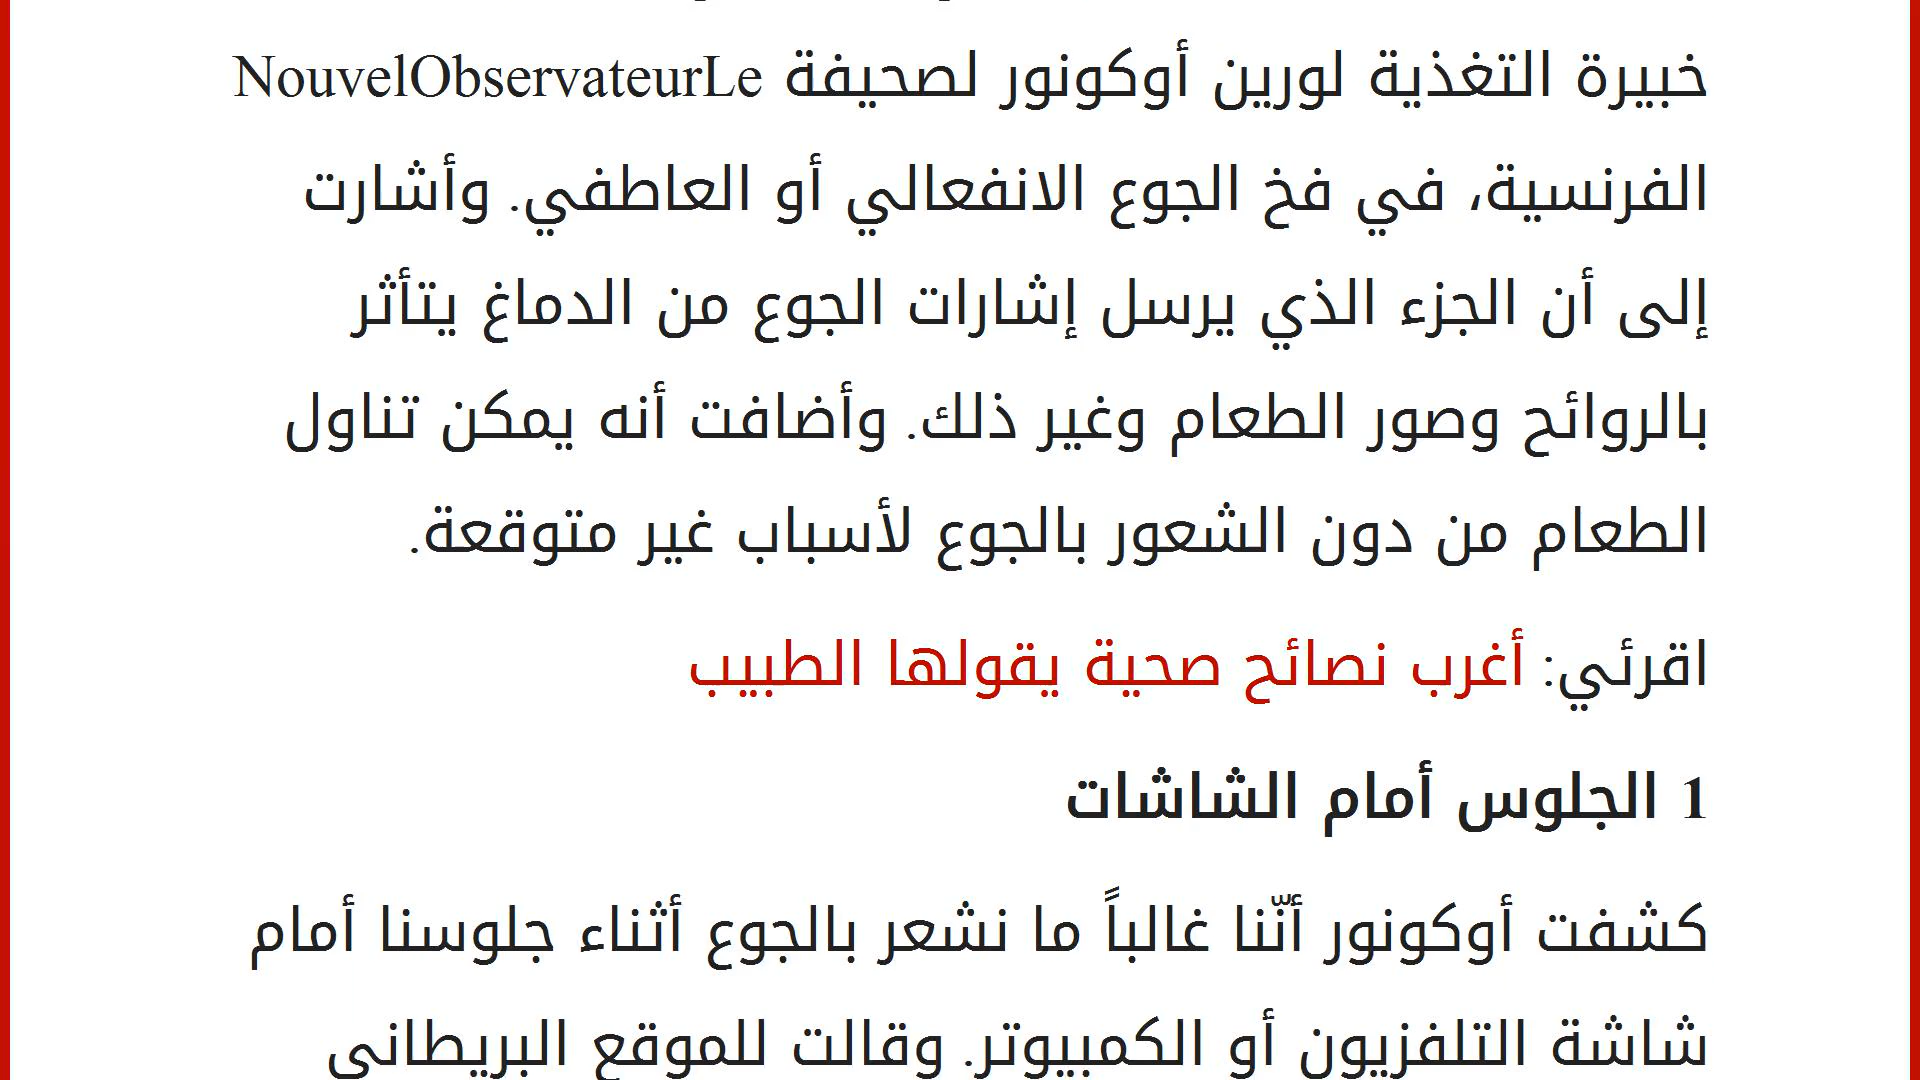 خبيرة التغذية لورين أوكونور لصحيفة NouvelObservateurLe
الفرنسية، في فخ الجوع الانفعالي أو العاطفي. وأشارت
إلى أن الجزء الذي يرسل إشارات الجوع من الدماغ يتأثر
بالروائح وصور الطعام وغير ذلك. وأضافت أنه يمكن تناول
الطعام من دون الشعور بالجوع لأسباب غير متوقعة.
اقرئي: أغرب نصائح صحية يقولها الطبيب
1 الجلوس أمام الشاشات
كشفت أوكونور أنّنا غالباً ما نشعر بالجوع أثناء جلوسنا أمام
شاشة التلفزيون أو الكمبيوتر. وقالت للموقع البريطاني